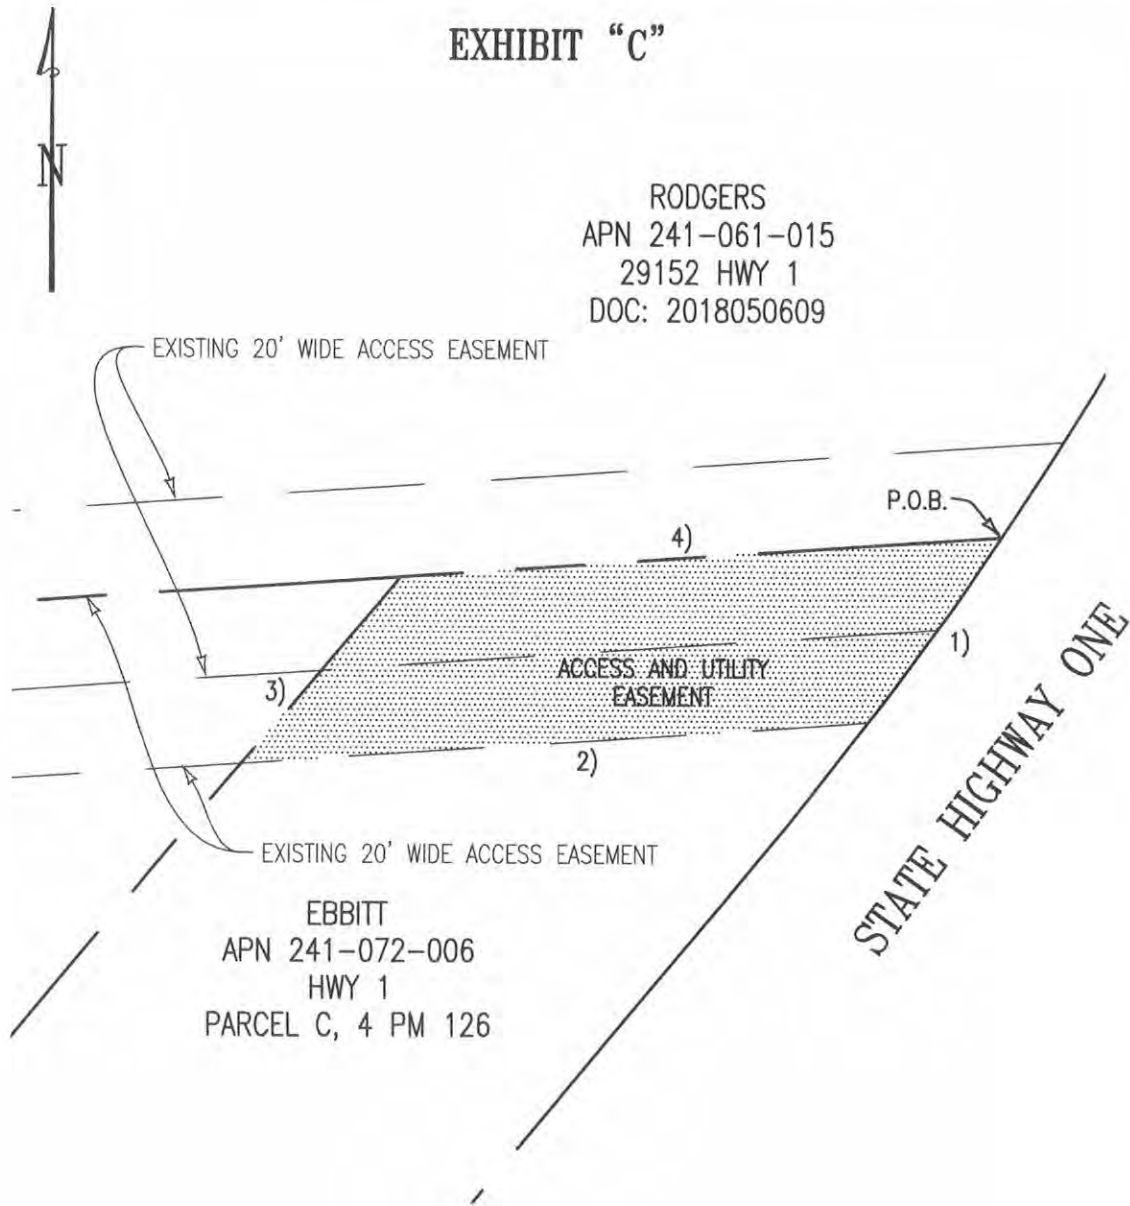 EXHIBIT “C”
N
RODGERS
APN 241-061-015
29152 HWY 1
DOC: 2018050609
EXISTING 20' WIDE ACCESS EASEMENT
P.O.B.
4)
1)
ACCESS AND UTILITY
EASEMENT
3)
2)
STATE HIGHWAY ONE
EXISTING 20' WIDE ACCESS EASEMENT
EBBITT
APN 241-072-006
HWY 1
PARCEL C, 4 PM 126